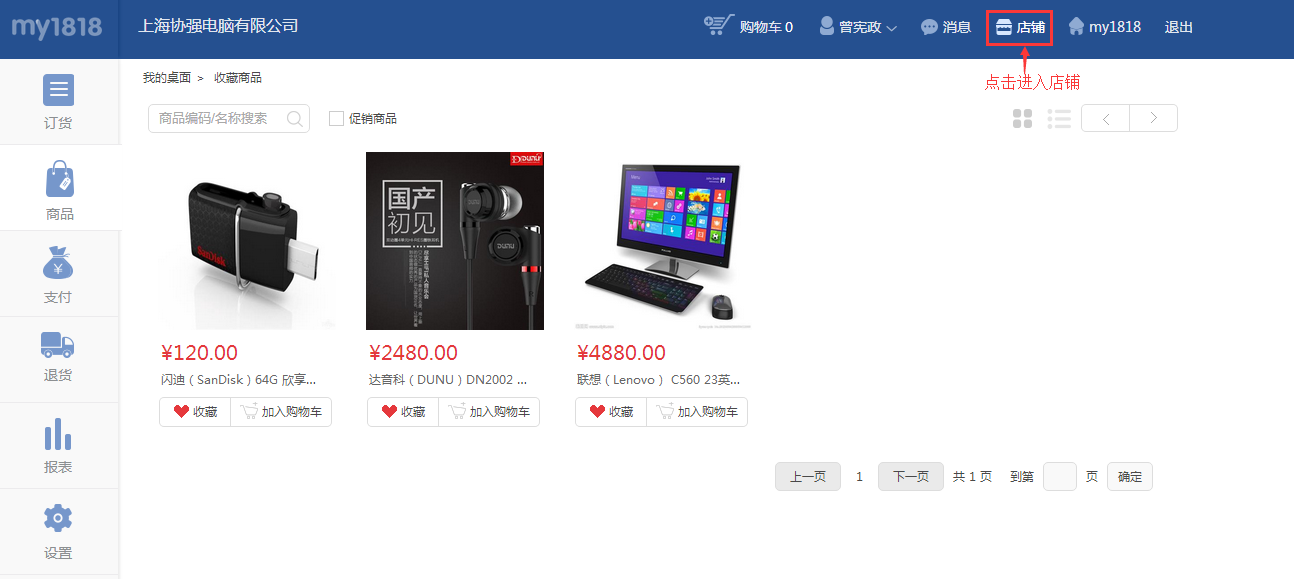 my1818
上海协强电脑有限公司
购物车 0
曾宪政
消息
店铺
my1818
退出
点击进入店铺
我的桌面 > 收藏商品
商品编码/名称搜索
促销商品
订货
商品
支付
退货
报表
设置
SanDisk
DUNU
国产
初见
DUNU
Menu
¥120.00
闪迪（SanDisk）64G 欣享...
收藏
加入购物车
¥2480.00
达音科（DUNU）DN2002 ...
收藏
加入购物车
¥4880.00
联想（Lenovo） C560 23英...
收藏
加入购物车
上一页 1 下一页 共 1 页 到第 页 确定